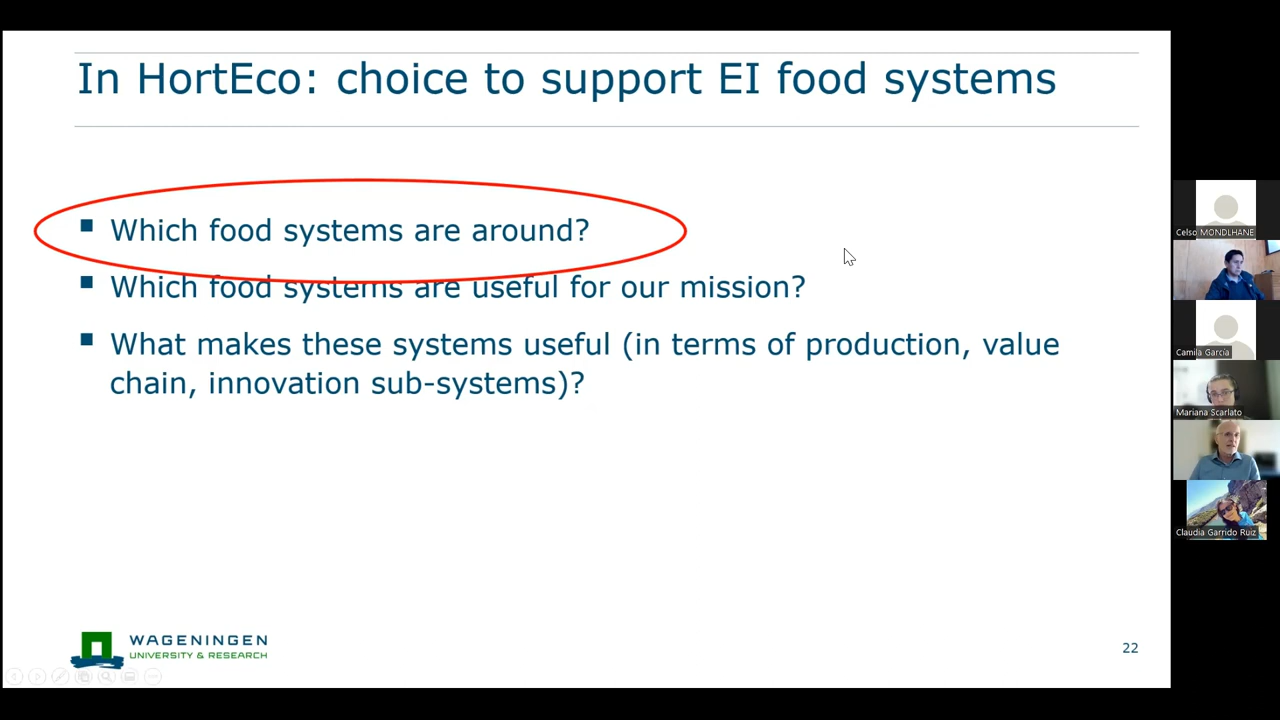 In HortEco: choice to support EI food systems
Which food systems are around?
Which food systems are useful for our mission?
What makes these systems useful (in terms of production, value
chain, innovation sub-systems)?
WAGENINGEN
UNIVERSITY & RESEARCH
22
Celso MONDLHANE
Camila García
Mariana Scarlato
Claudia Garrido Ruiz